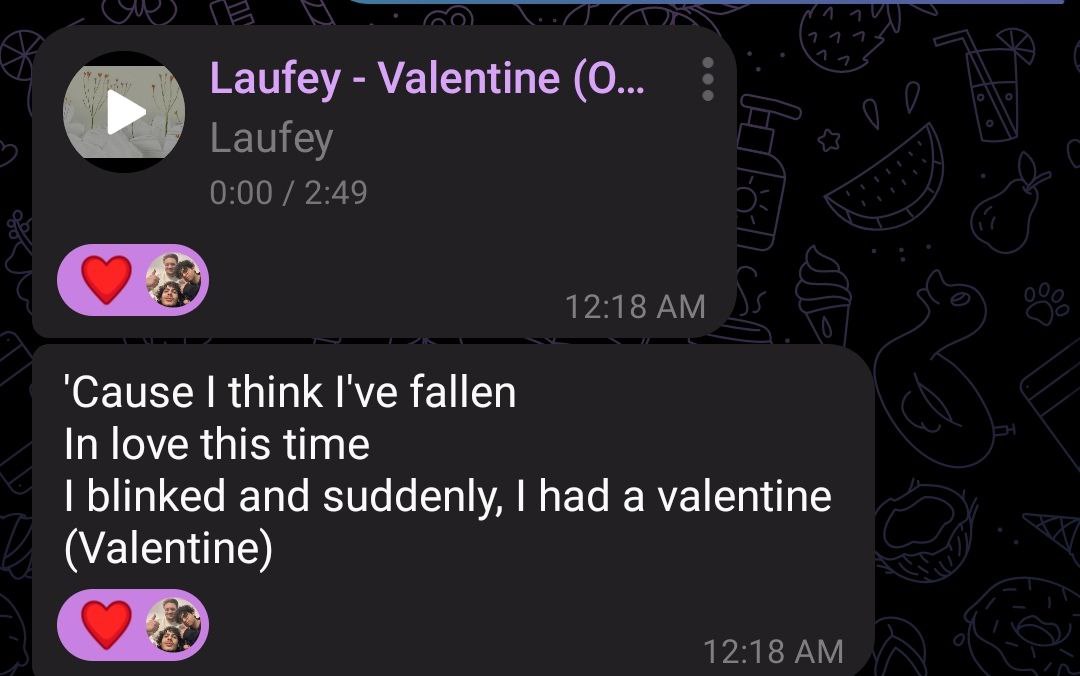 Laufey - Valentine (O...
Laufey
0:00 / 2:49
12:18 AM
'Cause I think I've fallen
In love this time
I blinked and suddenly, I had a valentine
(Valentine)
12:18 AM